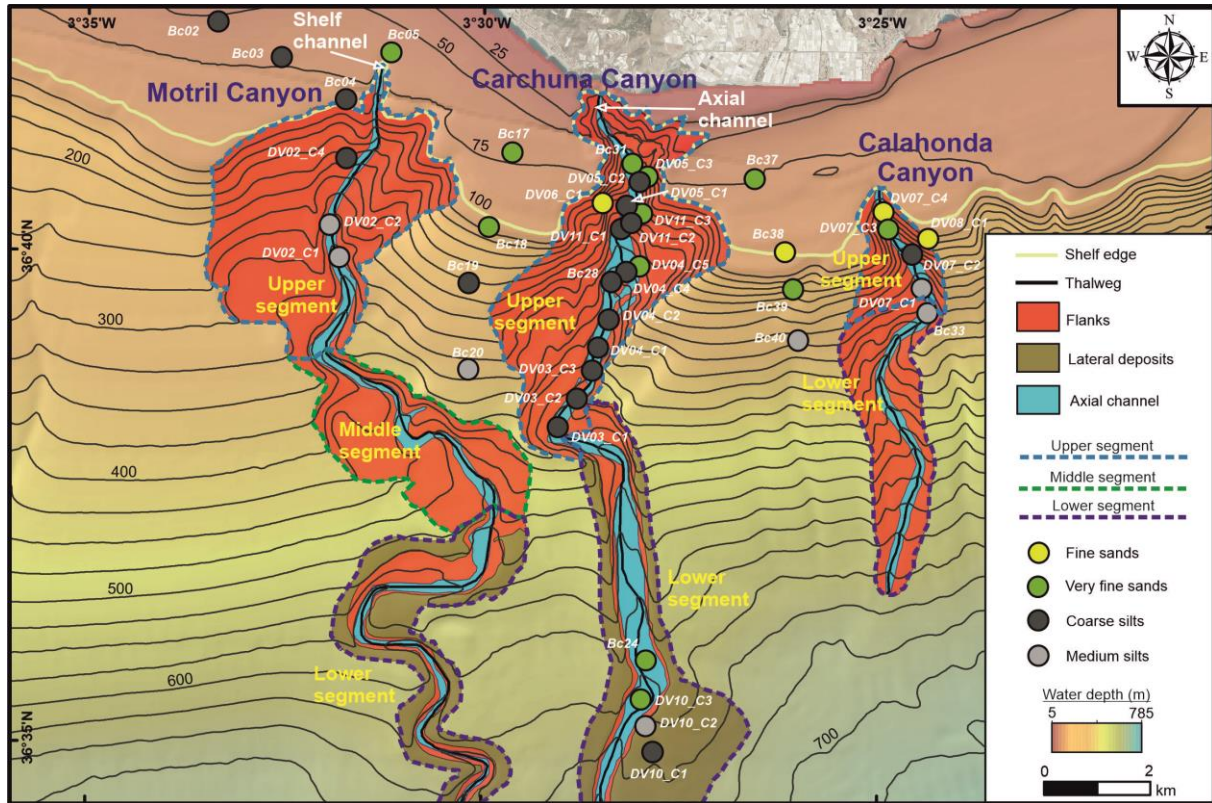 3°35'W
3°30'W
3°25'W
N
W
E
S
Bc02
Bc03
Bc05
Shelf
channel
50
25
Motril Canyon
Bc04
Carchuna Canyon
Axial
channel
200
DV02_C4
75
Bc17
Bc31
DV05_C3
DV05_C2
Bc37
Calahonda
Canyon
100
DV06_C1
DV05_C1
DV07_C4
DV08_C1
DV02_C2
Bc18
DV11_C3
DV11_C1
DV11_C2
DV07_C3
36°40'N
DV02_C1
Bc38
Upper
segment
DV07_C2
Upper
segment
Bc19
Bc28
DV04_C5
DV04_C4
Bc39
DV07_C1
300
Upper
segment
DV04_C2
Bc33
Bc40
Bc20
DV04_C1
DV03_C3
Lower
segment
DV03_C2
DV03_C1
Middle
segment
400
500
Lower
segment
Bc24
600
Lower
segment
DV10_C3
DV10_C2
36°35'N
700
DV10_C1
Shelf edge
Thalweg
Flanks
Lateral deposits
Axial channel
Upper segment
Middle segment
Lower segment
Fine sands
Very fine sands
Coarse silts
Medium silts
Water depth (m)
5
785
0
2
km